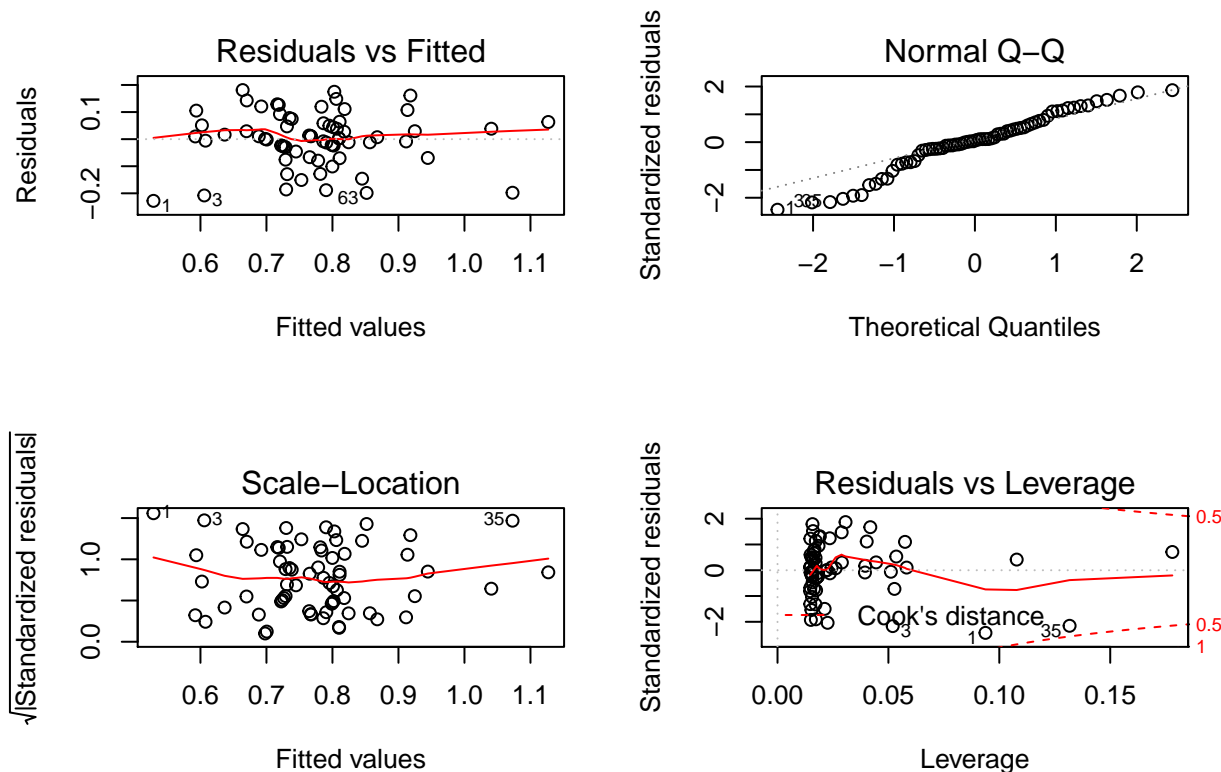 Residuals vs Fitted
Residuals
0.1
−0.2
1
3
63
0.6 0.7 0.8 0.9 1.0 1.1
Fitted values
Normal Q−Q
Standardized residuals
2
0
−2
1
35
−2 −1 0 1 2
Theoretical Quantiles
Scale−Location
√|Standardized residuals|
1.0
0.0
1
3
35
0.6 0.7 0.8 0.9 1.0 1.1
Fitted values
Residuals vs Leverage
Standardized residuals
2
0
−2
Cook's distance
3
1
35
0.5
0.5
1
0.00 0.05 0.10 0.15
Leverage